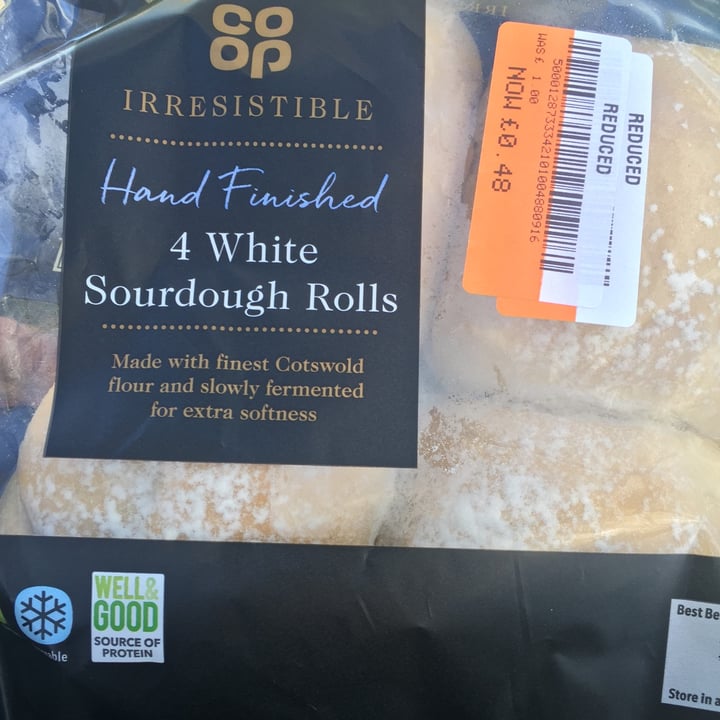 CO
OP
IRRESISTIBLE
Hand Finished
4 White
Sourdough Rolls
Made with finest Cotswold
flour and slowly fermented
for extra softness
REDUCED
REDUCED
5000128733342101004880916
WAS £ 1 00
NOW £0.48
WELL&
GOOD
SOURCE OF
PROTEIN
Best Be
Store in a